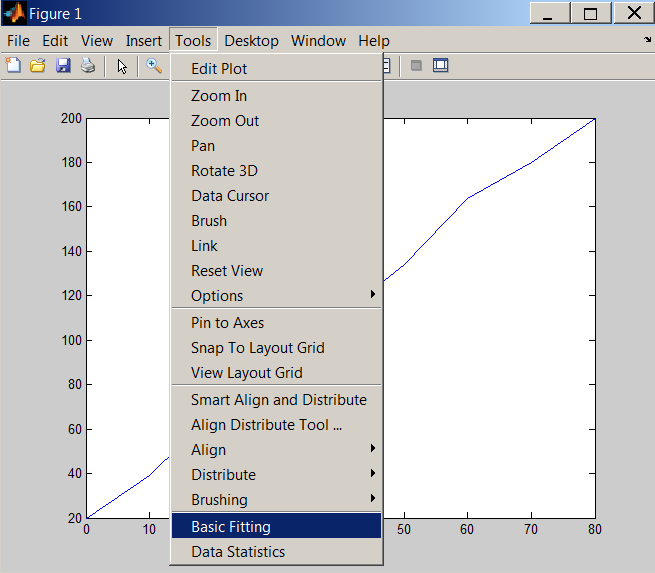 Figure 1
File Edit View Insert Tools Desktop Window Help
Edit Plot
Zoom In
Zoom Out
Pan
Rotate 3D
Data Cursor
Brush
Link
Reset View
Options
Pin to Axes
Snap To Layout Grid
View Layout Grid
Smart Align and Distribute
Align Distribute Tool ...
Align
Distribute
Brushing
Basic Fitting
Data Statistics
200
180
160
140
120
100
80
60
40
20
0 10 50 60 70 80